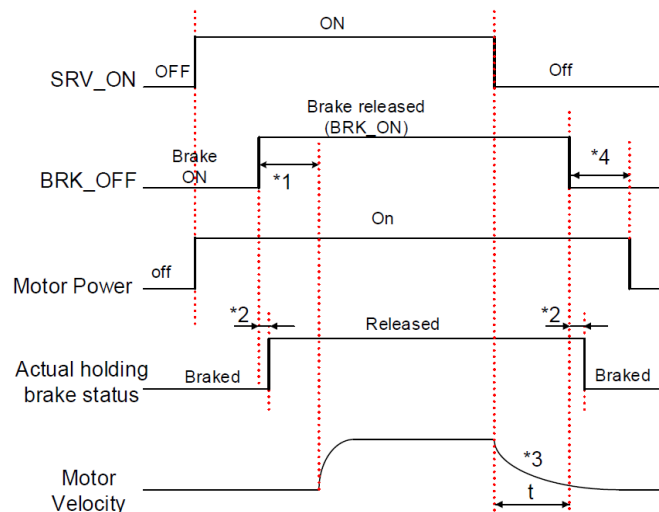 ON
SRV_ON
OFF
Off
Brake released
(BRK_ON)
Brake
ON
BRK_OFF
*1
*4
On
off
Motor Power
*2
*2
Released
Actual holding
brake status
Braked
Braked
*3
Motor
Velocity
t